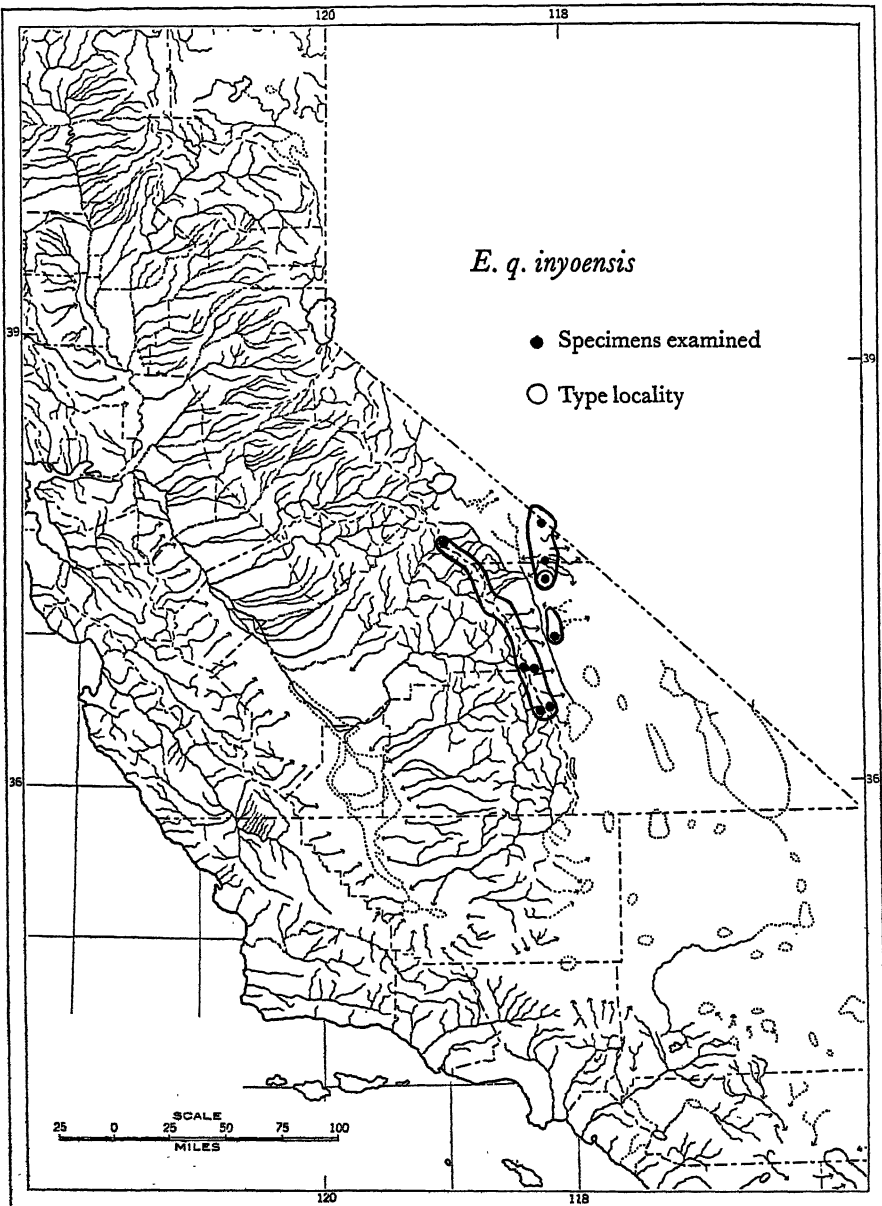 120
118
E. q. inyoensis
39
39
Specimens examined
Type locality
36
36
SCALE
25 0 25 50 75 100
MILES
120
118